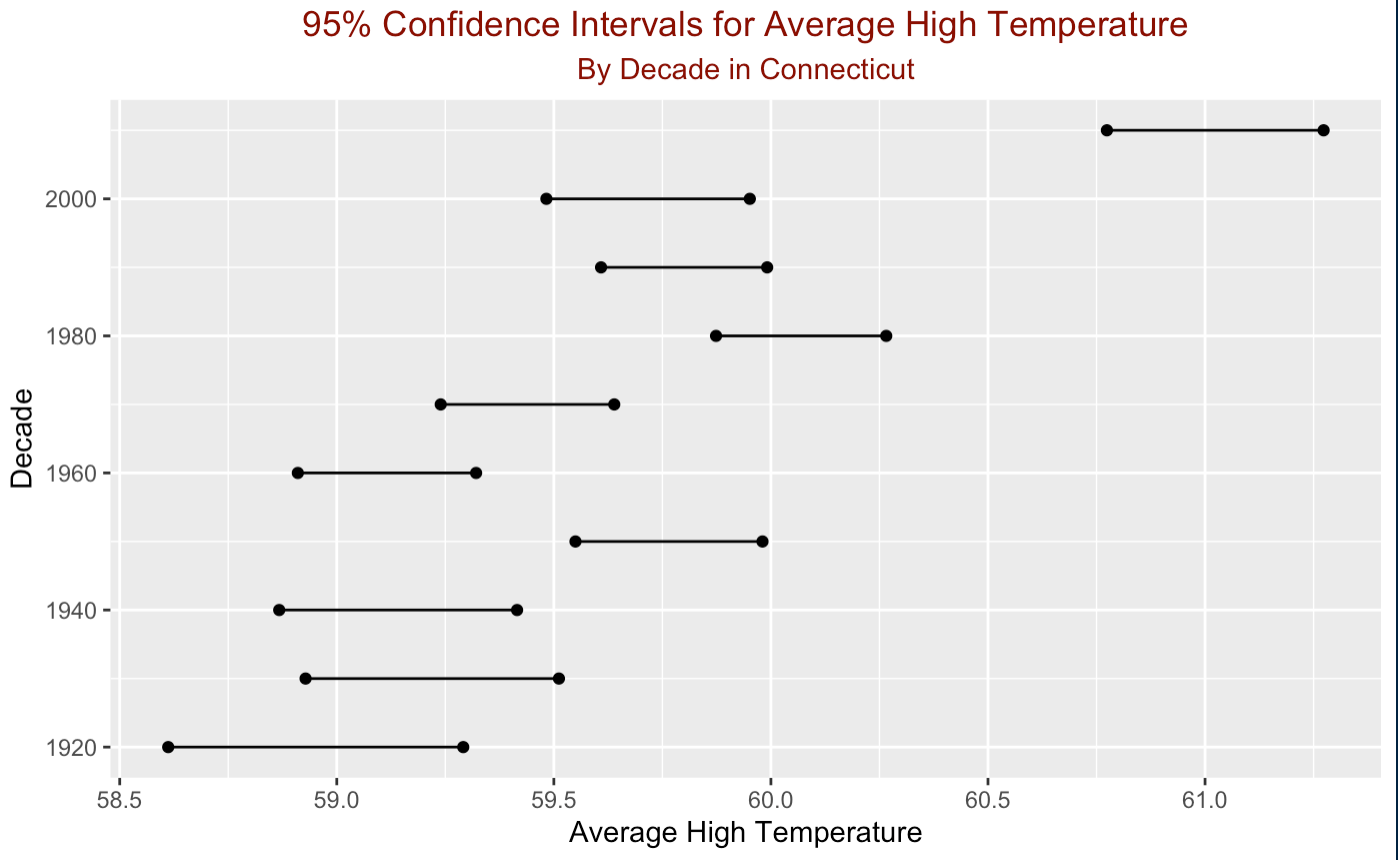 95% Confidence Intervals for Average High Temperature
By Decade in Connecticut
2000
1980
1960
1940
1920
Decade
58.5 59.0 59.5 60.0 60.5 61.0
Average High Temperature